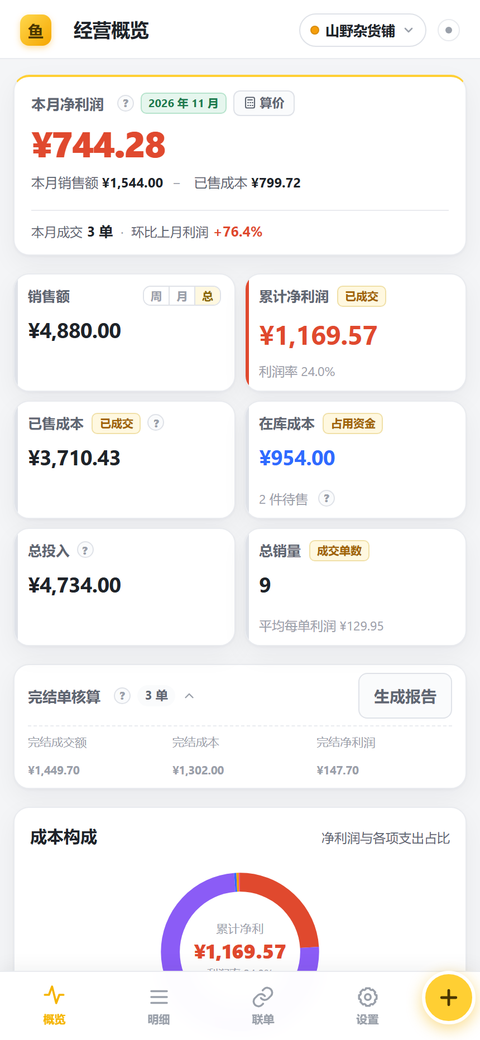 鱼 经营概览 山野杂货铺
本月净利润 ? 2026 年 11 月 算价
¥744.28
本月销售额 ¥1,544.00 – 已售成本 ¥799.72
本月成交 3 单 · 环比上月利润 +76.4%
销售额 周 月 总
¥4,880.00
累计净利润 已成交
¥1,169.57
利润率 24.0%
已售成本 已成交 ?
¥3,710.43
在库成本 占用资金
¥954.00
2 件待售 ?
总投入 ?
¥4,734.00
总销量 成交单数
9
平均每单利润 ¥129.95
完结单核算 ? 3 单 生成报告
完结成交额 完结成本 完结净利润
¥1,449.70 ¥1,302.00 ¥147.70
成本构成 净利润与各项支出占比
累计净利
¥1,169.57
概览 明细 联单 设置 +